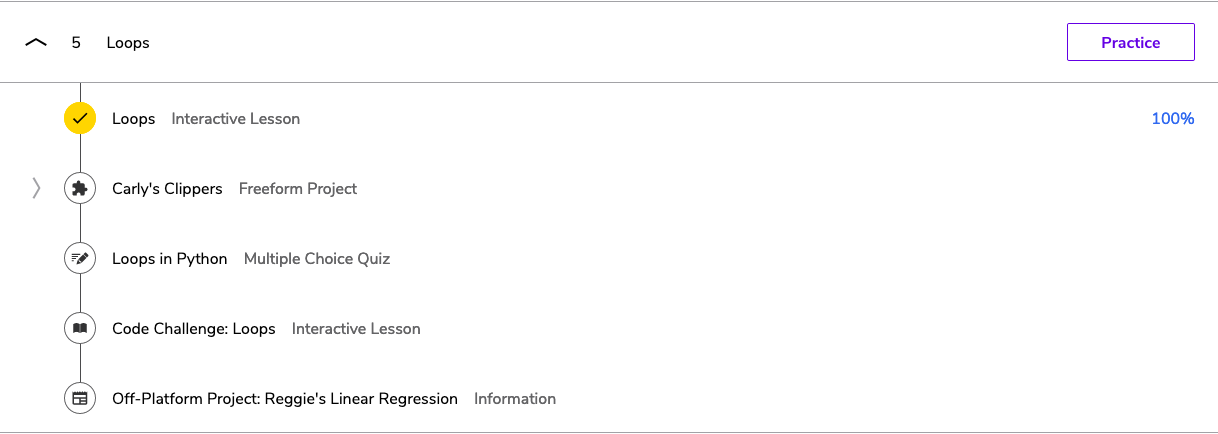 5 Loops Practice
Loops Interactive Lesson 100%
Carly's Clippers Freeform Project
Loops in Python Multiple Choice Quiz
Code Challenge: Loops Interactive Lesson
Off-Platform Project: Reggie's Linear Regression Information